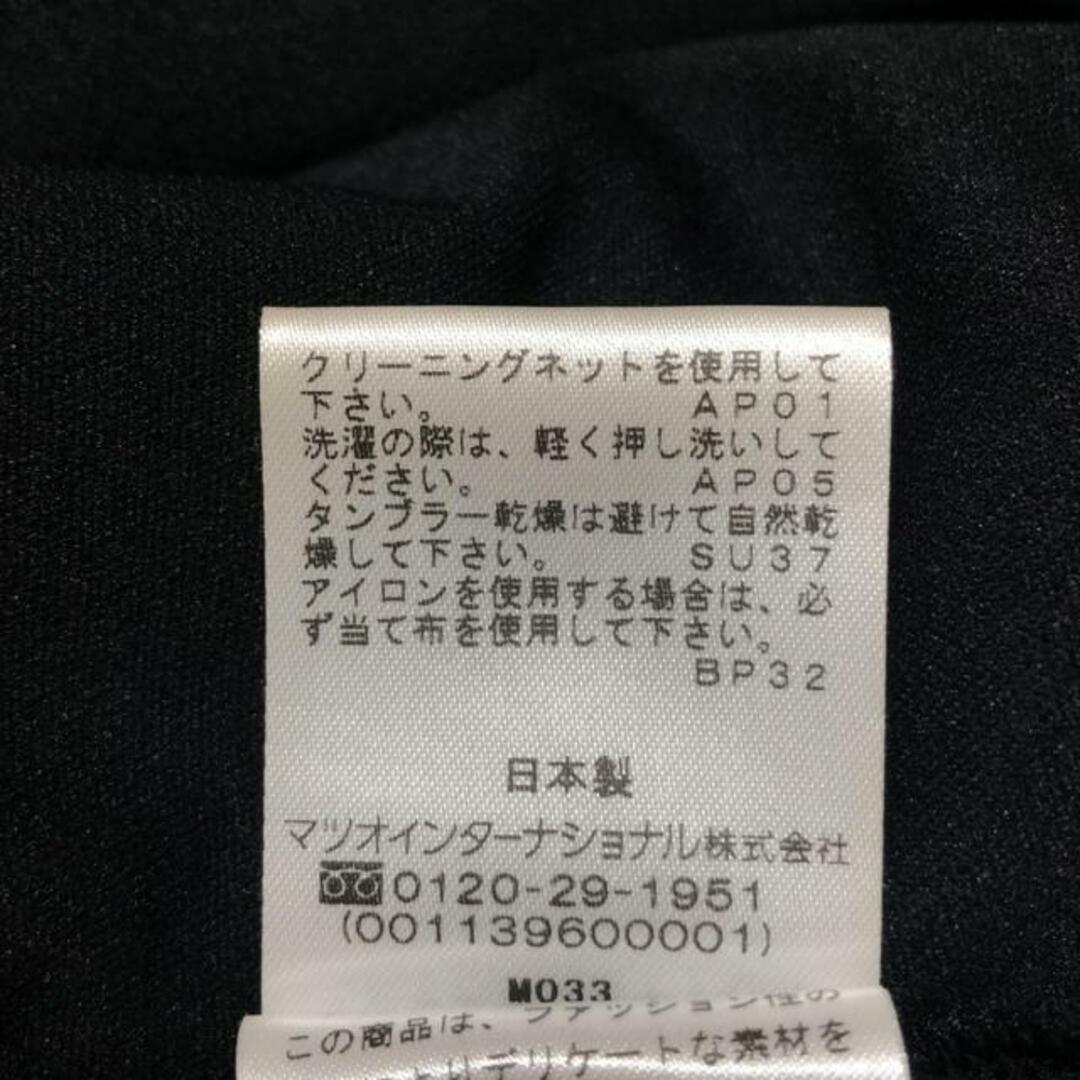 クリーニングネットを使用して
下さい。 AP01
洗濯の際は、軽く押し洗いして
ください。 AP05
タンブラー乾燥は避けて自然乾
燥して下さい。 SU37
アイロンを使用する場合は、必
ず当て布を使用して下さい。
BP32
日本製
マツオインターナショナル株式会社
0120-29-1951
(001139600001)
M033
この商品は、ファッション性の
デリケートな素材を